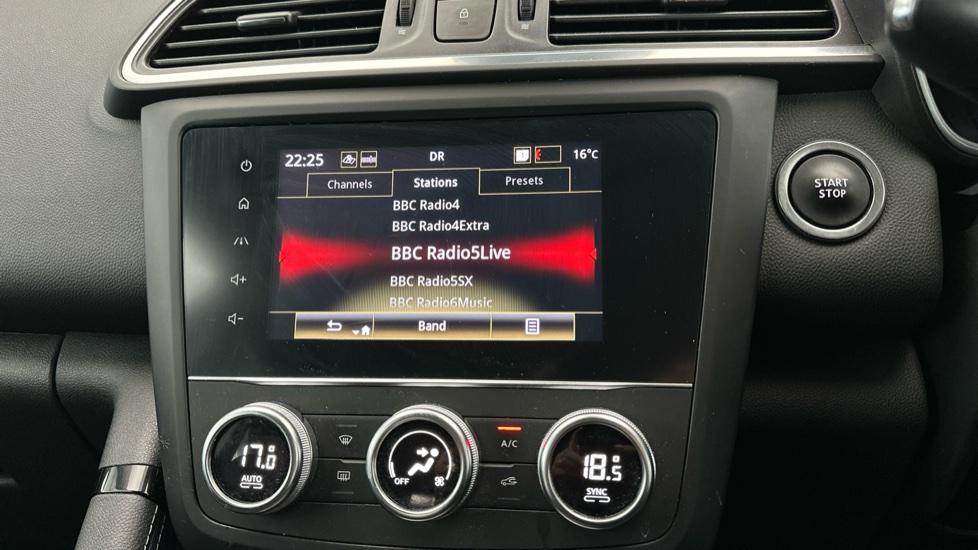 22:25 DR 16°C
Channels Stations Presets
BBC Radio4
BBC Radio4Extra
BBC Radio5Live
BBC Radio5SX
BBC Radio6Music
Band
START
STOP
A/C
17.0
AUTO
OFF
18.5
SYNC